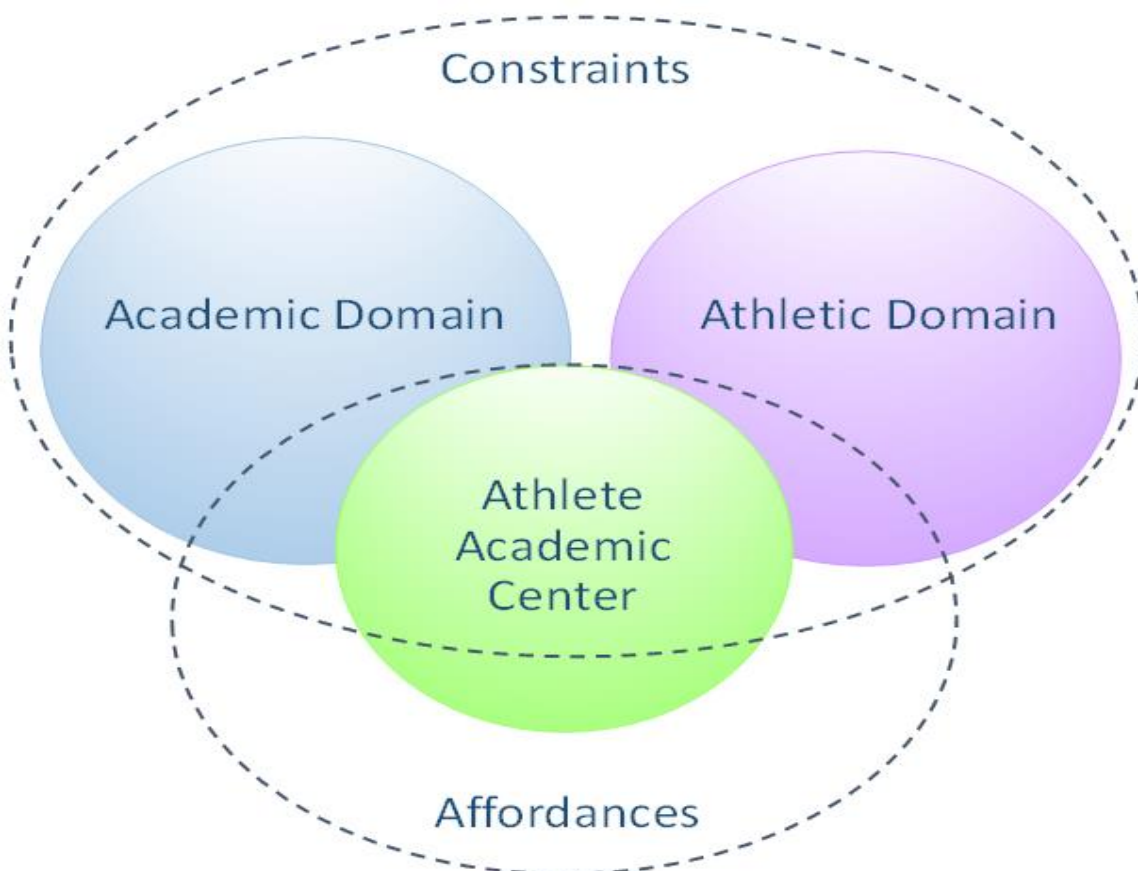 Constraints
Academic Domain
Athletic Domain
Athlete
Academic
Center
Affordances